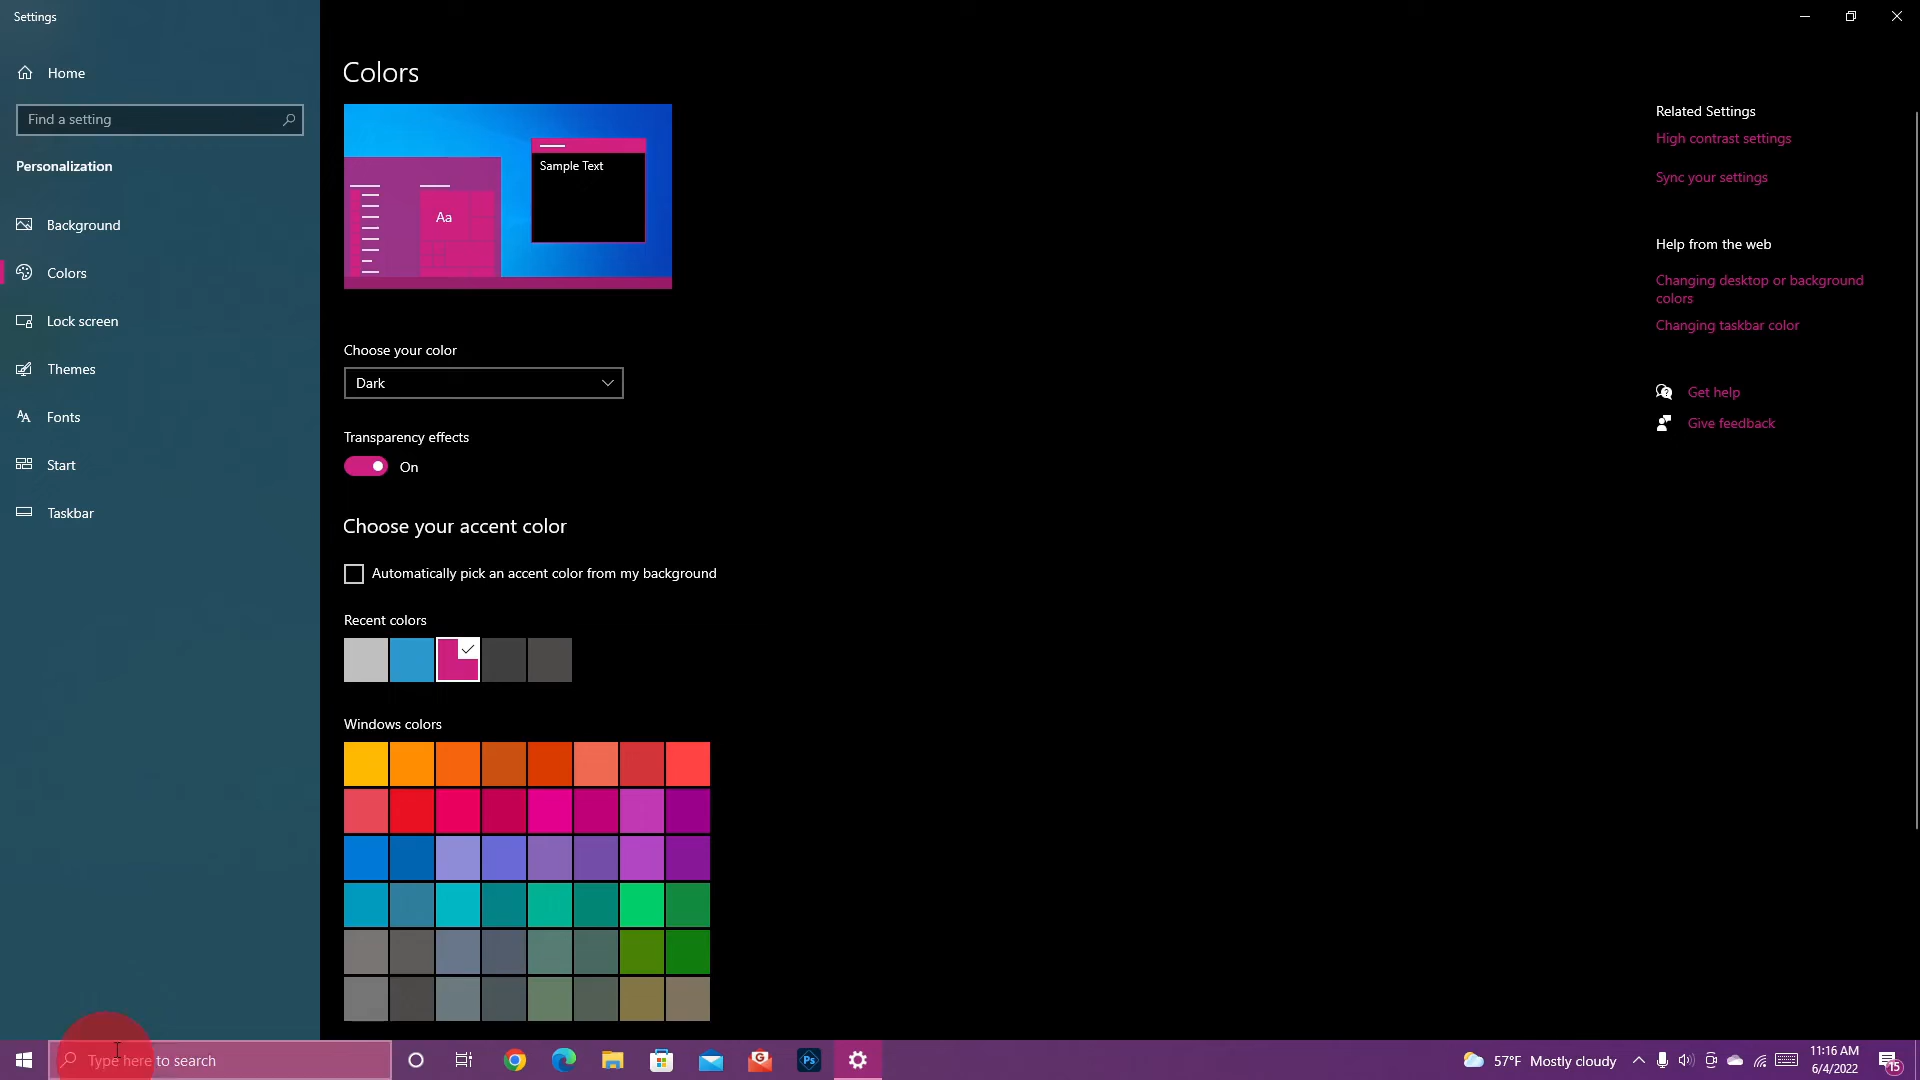 Settings
Home
Find a setting
Personalization
Background
Colors
Lock screen
Themes
Fonts
Start
Taskbar
Colors
Sample Text
Aa
Choose your color
Dark
Transparency effects
On
Choose your accent color
Automatically pick an accent color from my background
Recent colors
Windows colors
Related Settings
High contrast settings
Sync your settings
Help from the web
Changing desktop or background
colors
Changing taskbar color
Get help
Give feedback
Type here to search
Ps
57°F Mostly cloudy
11:16 AM
6/4/2022
15